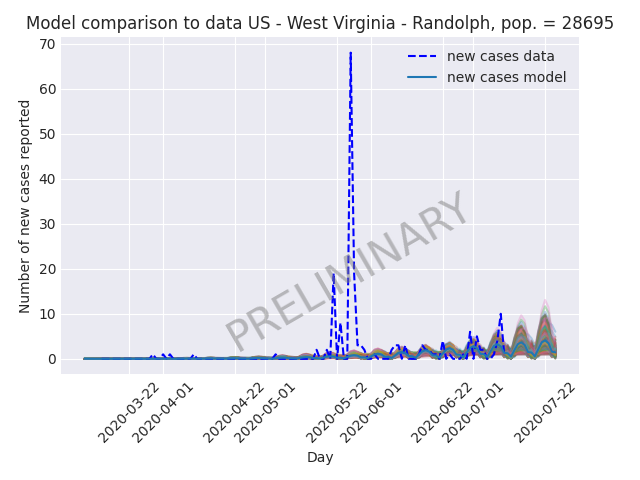 Model comparison to data US - West Virginia - Randolph, pop. = 28695
new cases data
new cases model
Number of new cases reported
70
60
50
40
30
20
10
0
PRELIMINARY
2020-03-22
2020-04-01
2020-04-22
2020-05-01
2020-05-22
2020-06-01
2020-06-22
2020-07-01
2020-07-22
Day